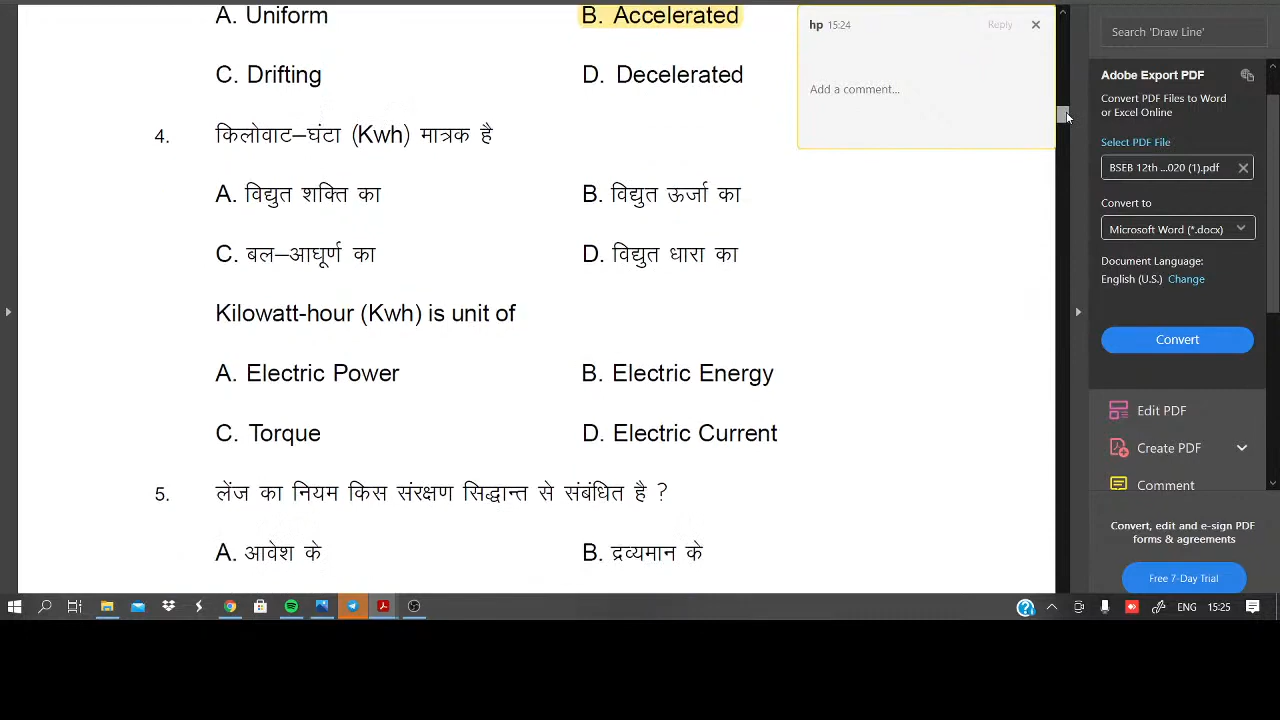 A. Uniform
B. Accelerated
C. Drifting
D. Decelerated
4. किलोवाट–घंटा (Kwh) मात्रक है
A. विद्युत शक्ति का
B. विद्युत ऊर्जा का
C. बल–आघूर्ण का
D. विद्युत धारा का
Kilowatt-hour (Kwh) is unit of
A. Electric Power
B. Electric Energy
C. Torque
D. Electric Current
5. लेंज का नियम किस संरक्षण सिद्धान्त से संबंधित है ?
A. आवेश के
B. द्रव्यमान के
hp 15:24
Reply
Add a comment...
Search 'Draw Line'
Adobe Export PDF
Convert PDF Files to Word
or Excel Online
Select PDF File
BSEB 12th ...020 (1).pdf
Convert to
Microsoft Word (*.docx)
Document Language:
English (U.S.) Change
Convert
Edit PDF
Create PDF
Comment
Convert, edit and e-sign PDF
forms & agreements
Free 7-Day Trial
ENG
15:25